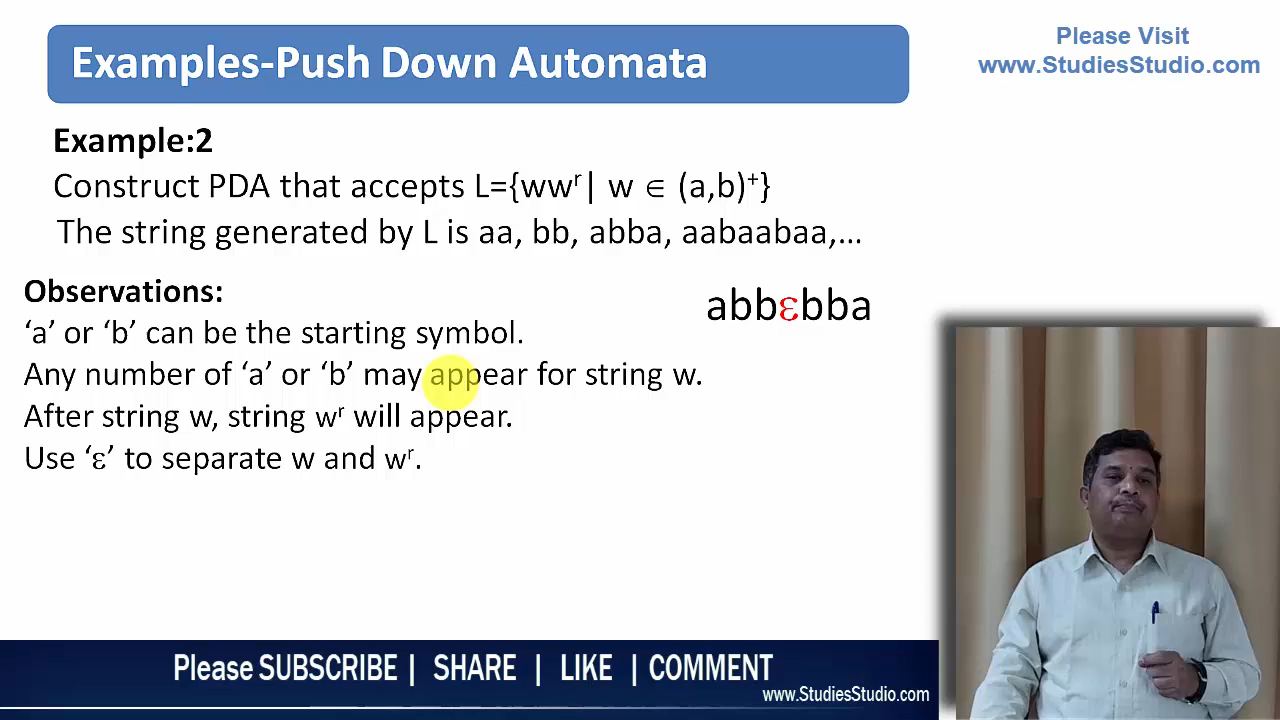 Examples-Push Down Automata
Please Visit
www.StudiesStudio.com
Example:2
Construct PDA that accepts L={wwʳ| w ∈ (a,b)⁺}
The string generated by L is aa, bb, abba, aabaabaa,...
Observations:
abbεbba
‘a’ or ‘b’ can be the starting symbol.
Any number of ‘a’ or ‘b’ may appear for string w.
After string w, string wʳ will appear.
Use ‘ε’ to separate w and wʳ.
Please SUBSCRIBE | SHARE | LIKE | COMMENT
www.StudiesStudio.com